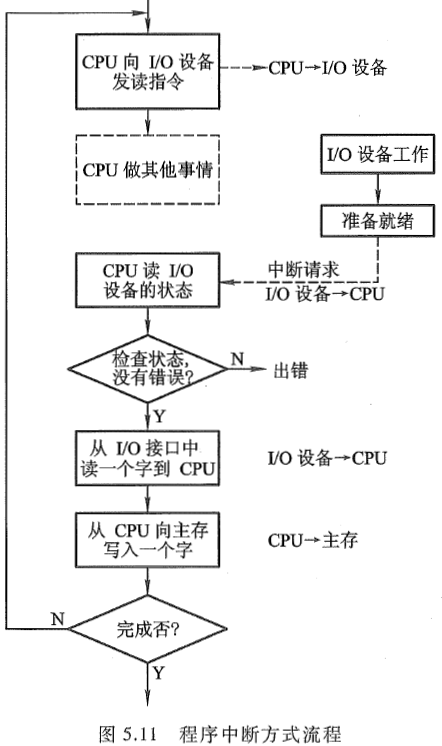 CPU 向 I/O 设备
发读指令
CPU→I/O 设备
CPU 做其他事情
I/O 设备工作
准备就绪
CPU 读 I/O
设备的状态
中断请求
I/O 设备→CPU
检查状态,
没有错误?
N
出错
Y
从 I/O 接口中
读一个字到 CPU
I/O 设备→CPU
从 CPU 向主存
写入一个字
CPU→主存
N
完成否?
Y
图 5.11 程序中断方式流程